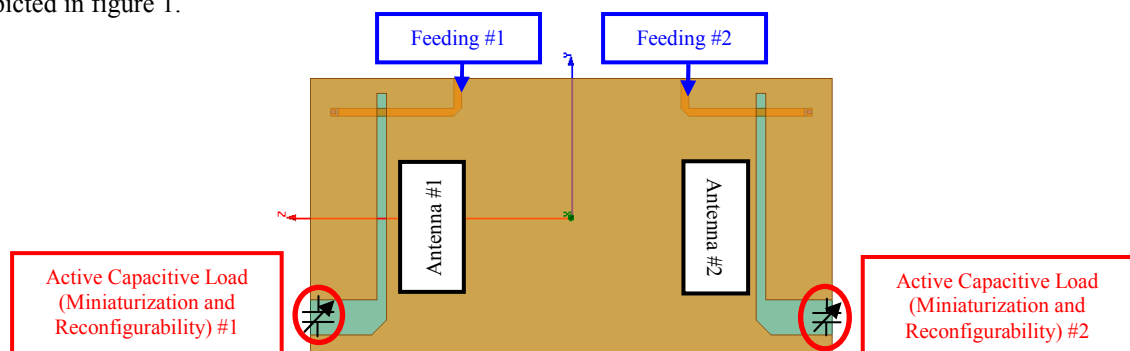 picted in figure 1.
Feeding #1
Feeding #2
Y
Z
X
Antenna #1
Antenna #2
Active Capacitive Load
(Miniaturization and
Reconfigurability) #1
Active Capacitive Load
(Miniaturization and
Reconfigurability) #2